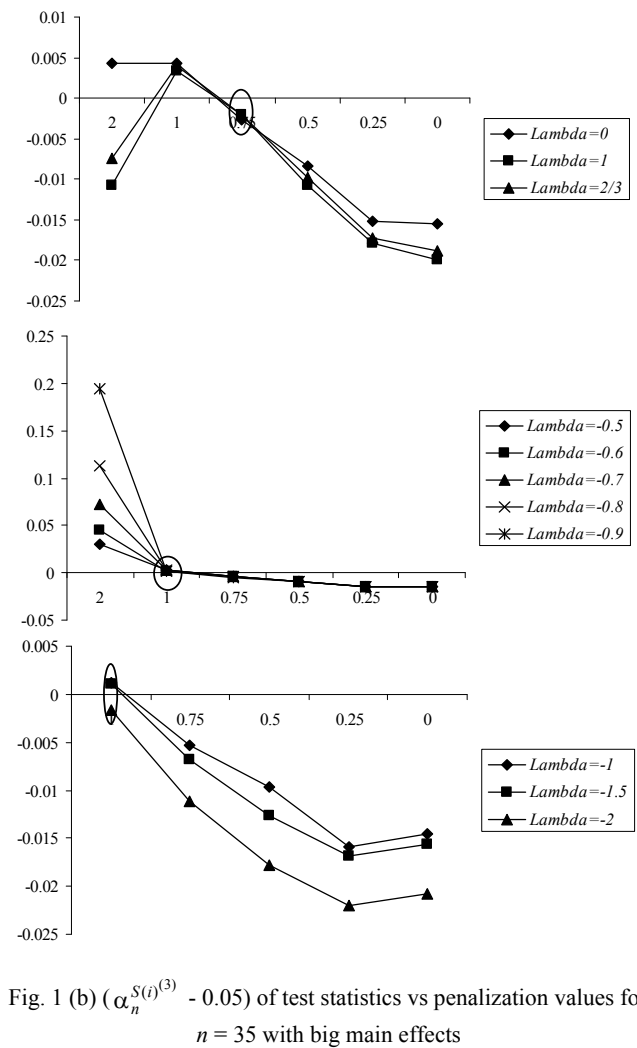 0.01
0.005
0
-0.005
-0.01
-0.015
-0.02
-0.025
2 1 0.75 0.5 0.25 0
Lambda=0
Lambda=1
Lambda=2/3
0.25
0.2
0.15
0.1
0.05
0
-0.05
2 1 0.75 0.5 0.25 0
Lambda=-0.5
Lambda=-0.6
Lambda=-0.7
Lambda=-0.8
Lambda=-0.9
0.005
0
-0.005
-0.01
-0.015
-0.02
-0.025
0.75 0.5 0.25 0
Lambda=-1
Lambda=-1.5
Lambda=-2
Fig. 1 (b) (α_n^{S(i)^{(3)}} - 0.05) of test statistics vs penalization values fo
n = 35 with big main effects